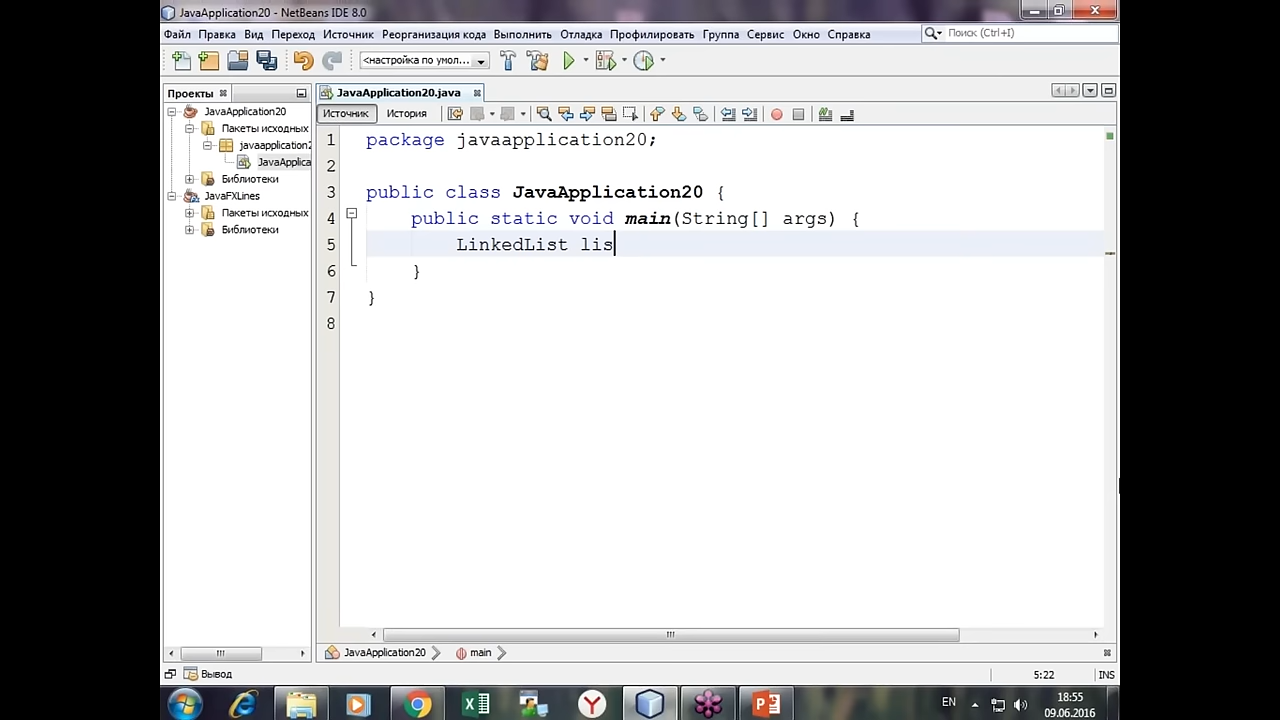 JavaApplication20 - NetBeans IDE 8.0
Файл Правка Вид Переход Источник Реорганизация кода Выполнить Отладка Профилировать Группа Сервис Окно Справка
Поиск (Ctrl+I)
<настройка по умол...
Проекты
JavaApplication20
Пакеты исходных
javaapplication2
JavaApplica
Библиотеки
JavaFXLines
Пакеты исходных
Библиотеки
JavaApplication20.java
Источник История
1 package javaapplication20;
2
3 public class JavaApplication20 {
4 public static void main(String[] args) {
5 LinkedList lis
6 }
7 }
8
JavaApplication20 main
Вывод
5:22 INS
EN
18:55
09.06.2016